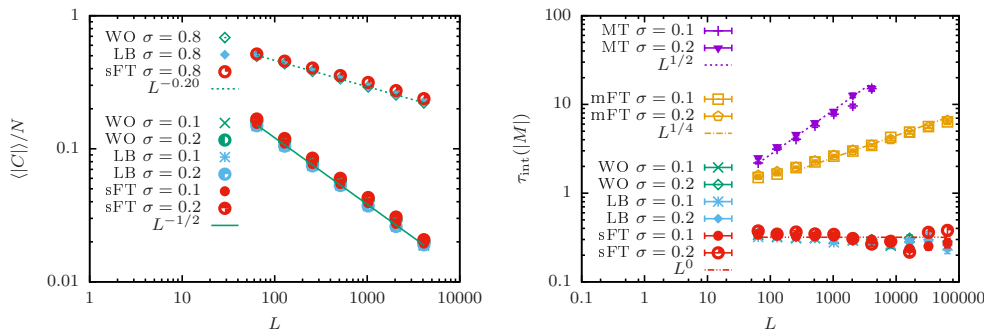 1
0.1
0.01
⟨|C|⟩/N
WO σ = 0.8
LB σ = 0.8
sFT σ = 0.8
L^{−0.20}
WO σ = 0.1
WO σ = 0.2
LB σ = 0.1
LB σ = 0.2
sFT σ = 0.1
sFT σ = 0.2
L^{−1/2}
1 10 100 1000 10000
L
100
10
1
0.1
τ_{int}(|M|)
MT σ = 0.1
MT σ = 0.2
L^{1/2}
mFT σ = 0.1
mFT σ = 0.2
L^{1/4}
WO σ = 0.1
WO σ = 0.2
LB σ = 0.1
LB σ = 0.2
sFT σ = 0.1
sFT σ = 0.2
L^{0}
0.1 1 10 100 1000 10000 100000
L